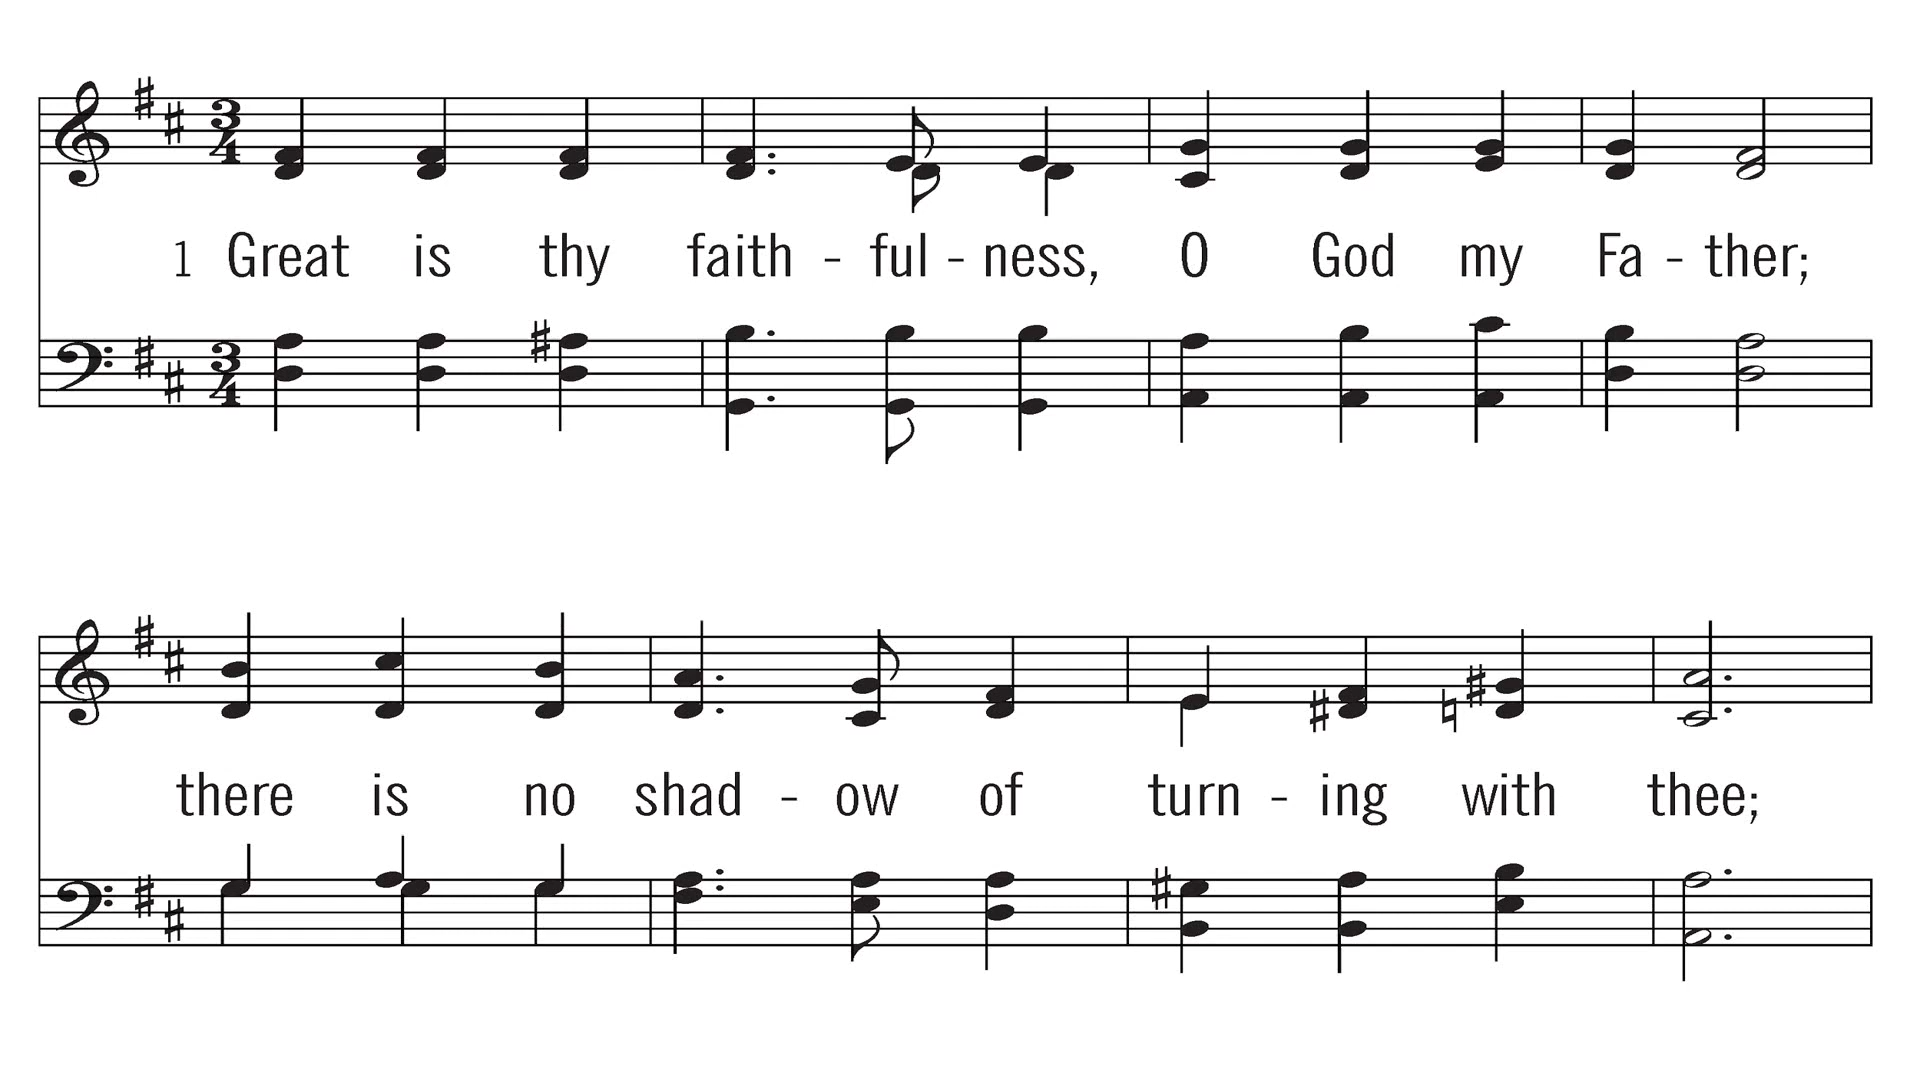 1 Great is thy faith - ful - ness, O God my Fa - ther;
there is no shad - ow of turn - ing with thee;